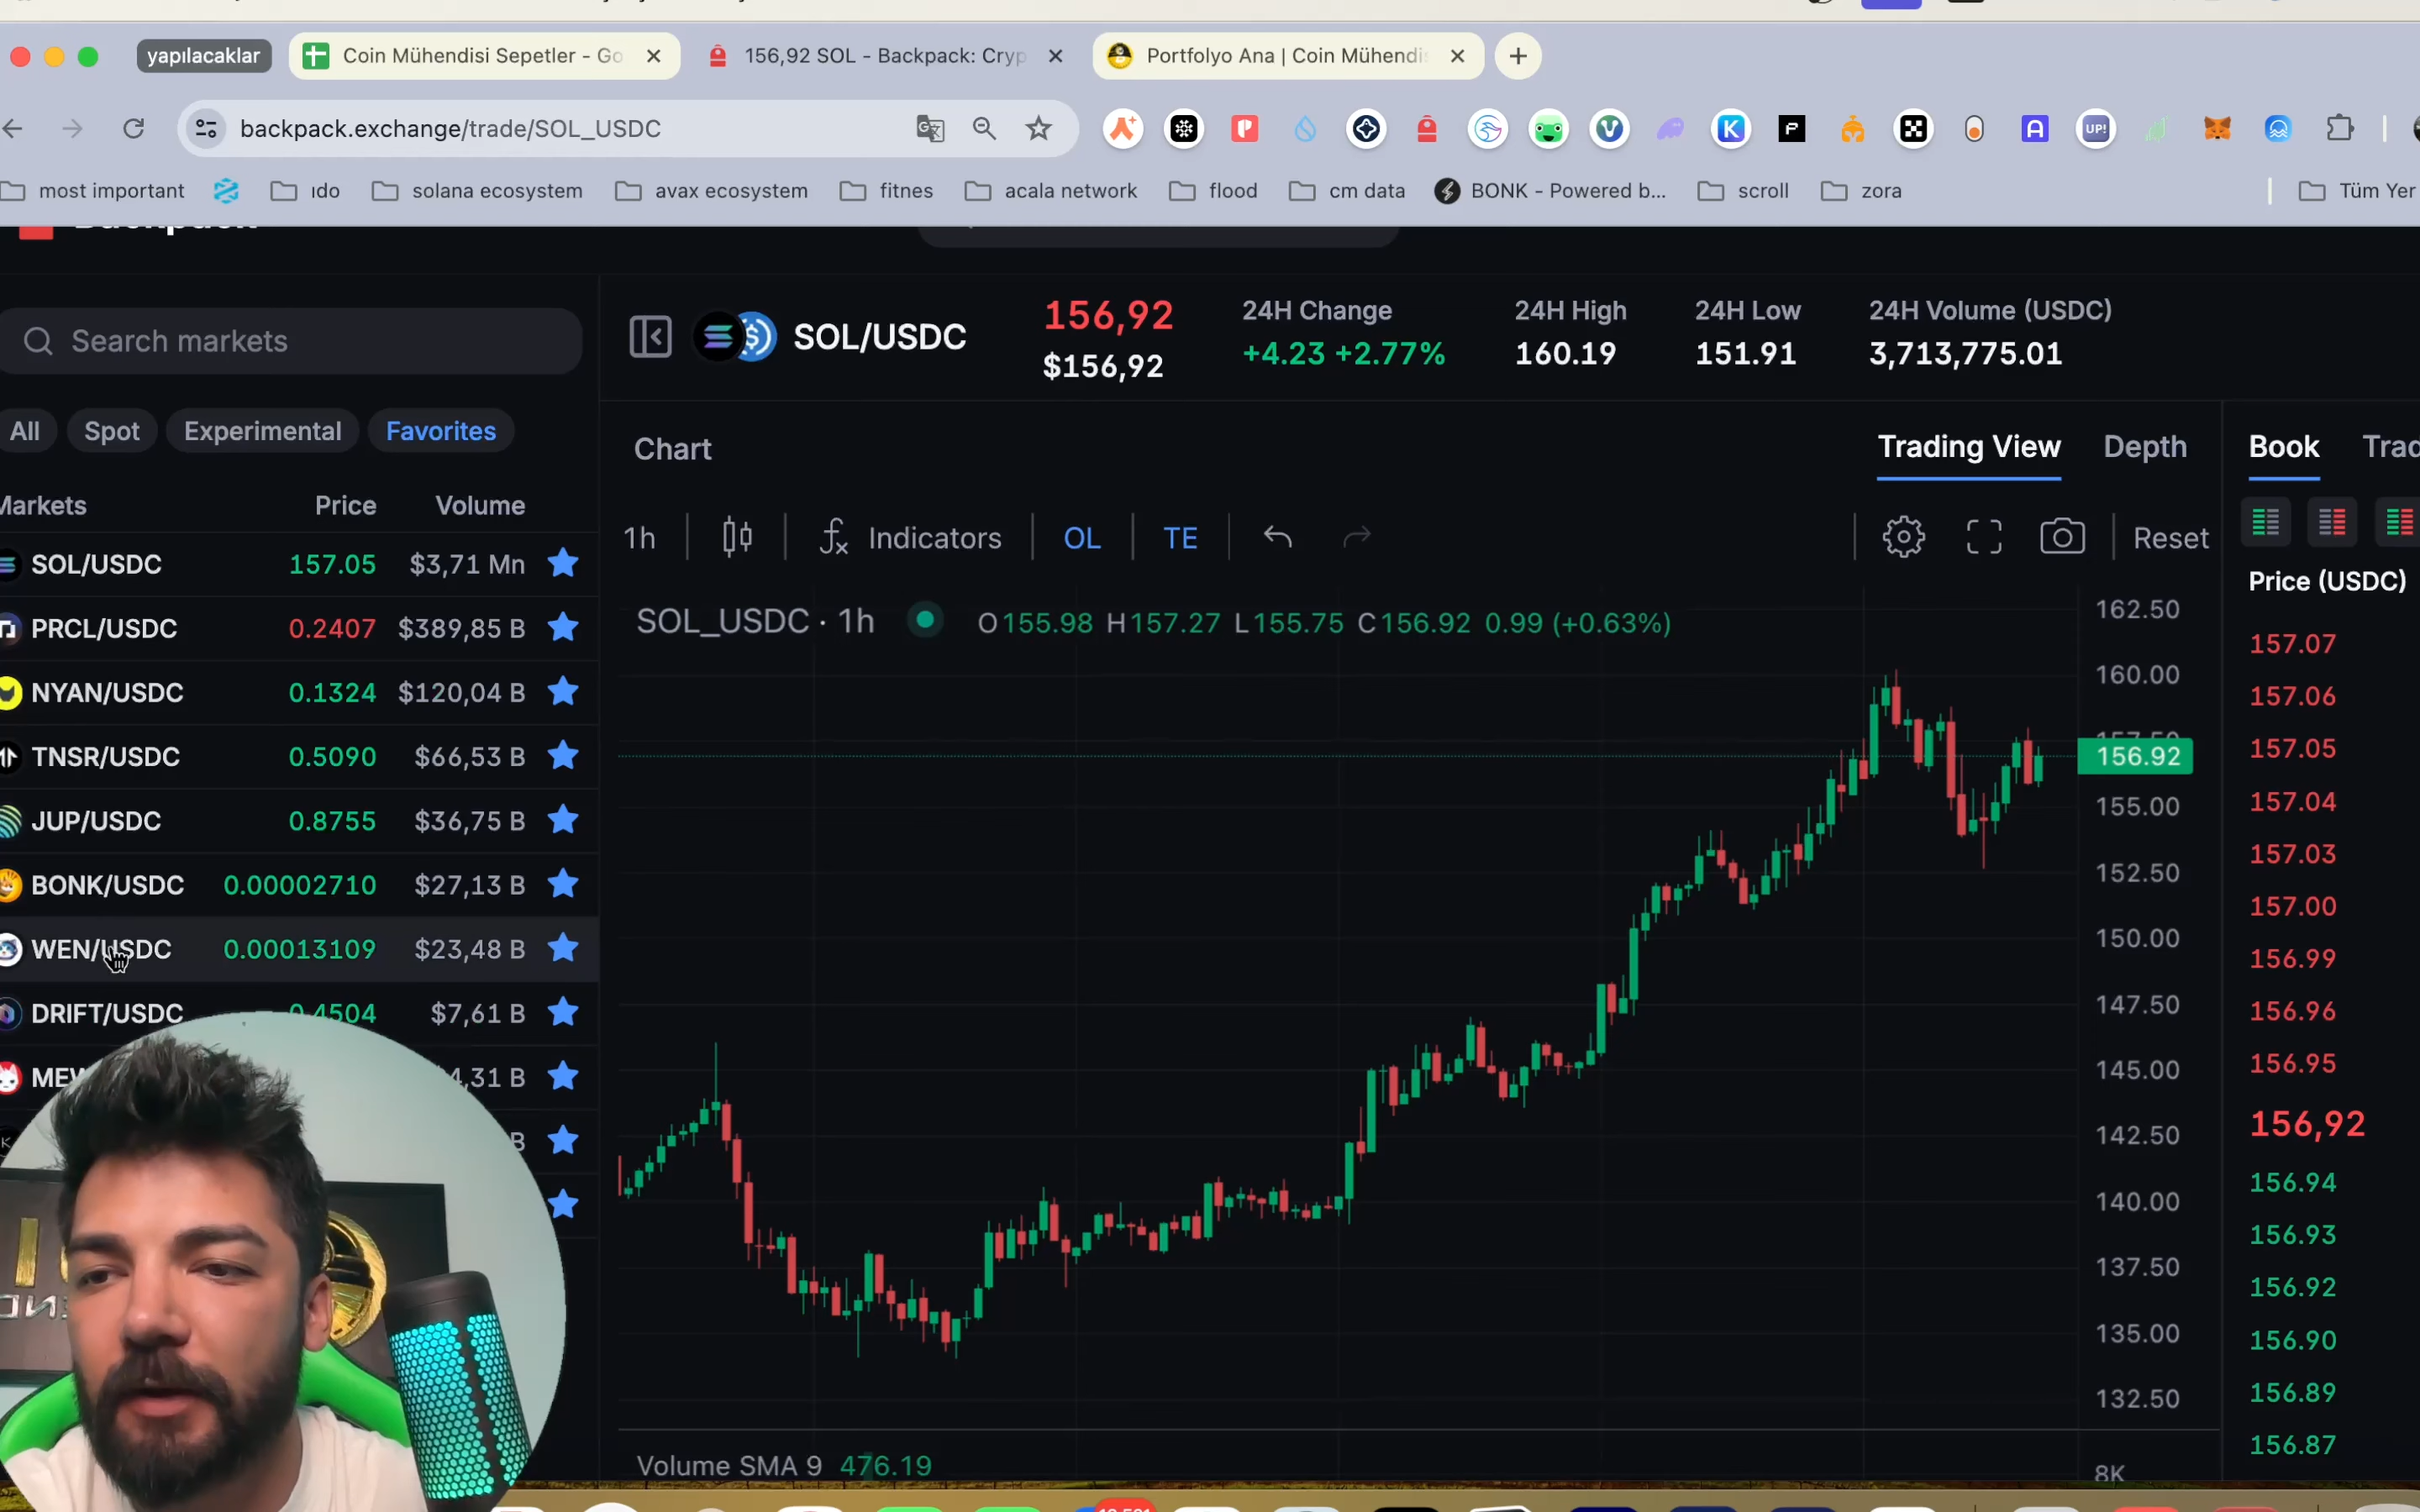 yapılacaklar
Coin Mühendisi Sepetler - Go
156,92 SOL - Backpack: Cryp
Portfolyo Ana | Coin Mühendi
backpack.exchange/trade/SOL_USDC
UP!
most important
ıdo
solana ecosystem
avax ecosystem
fitnes
acala network
flood
cm data
BONK - Powered b...
scroll
zora
Tüm Yer
Backpack
Search markets
SOL/USDC
156,92
$156,92
24H Change
+4.23 +2.77%
24H High
160.19
24H Low
151.91
24H Volume (USDC)
3,713,775.01
All
Spot
Experimental
Favorites
Markets Price Volume
SOL/USDC 157.05 $3,71 Mn
PRCL/USDC 0.2407 $389,85 B
NYAN/USDC 0.1324 $120,04 B
TNSR/USDC 0.5090 $66,53 B
JUP/USDC 0.8755 $36,75 B
BONK/USDC 0.00002710 $27,13 B
WEN/USDC 0.00013109 $23,48 B
DRIFT/USDC 0.4504 $7,61 B
MEW 4,31 B
B
Chart
Trading View
Depth
1h
Indicators
OL
TE
Reset
SOL_USDC · 1h O155.98 H157.27 L155.75 C156.92 0.99 (+0.63%)
162.50
160.00
157.50
156.92
155.00
152.50
150.00
147.50
145.00
142.50
140.00
137.50
135.00
132.50
Volume SMA 9 476.19
8K
Book
Trad
Price (USDC)
157.07
157.06
157.05
157.04
157.03
157.00
156.99
156.96
156.95
156,92
156.94
156.93
156.92
156.90
156.89
156.87